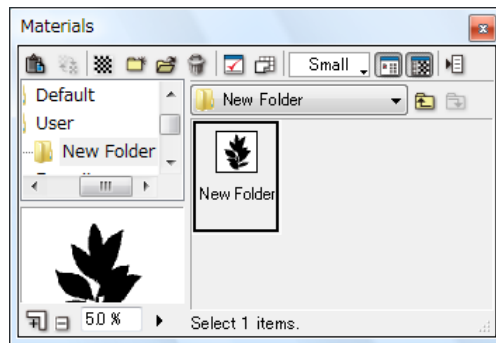 Materials
Small
Default
User
New Folder
New Folder
New Folder
5.0 %
Select 1 items.